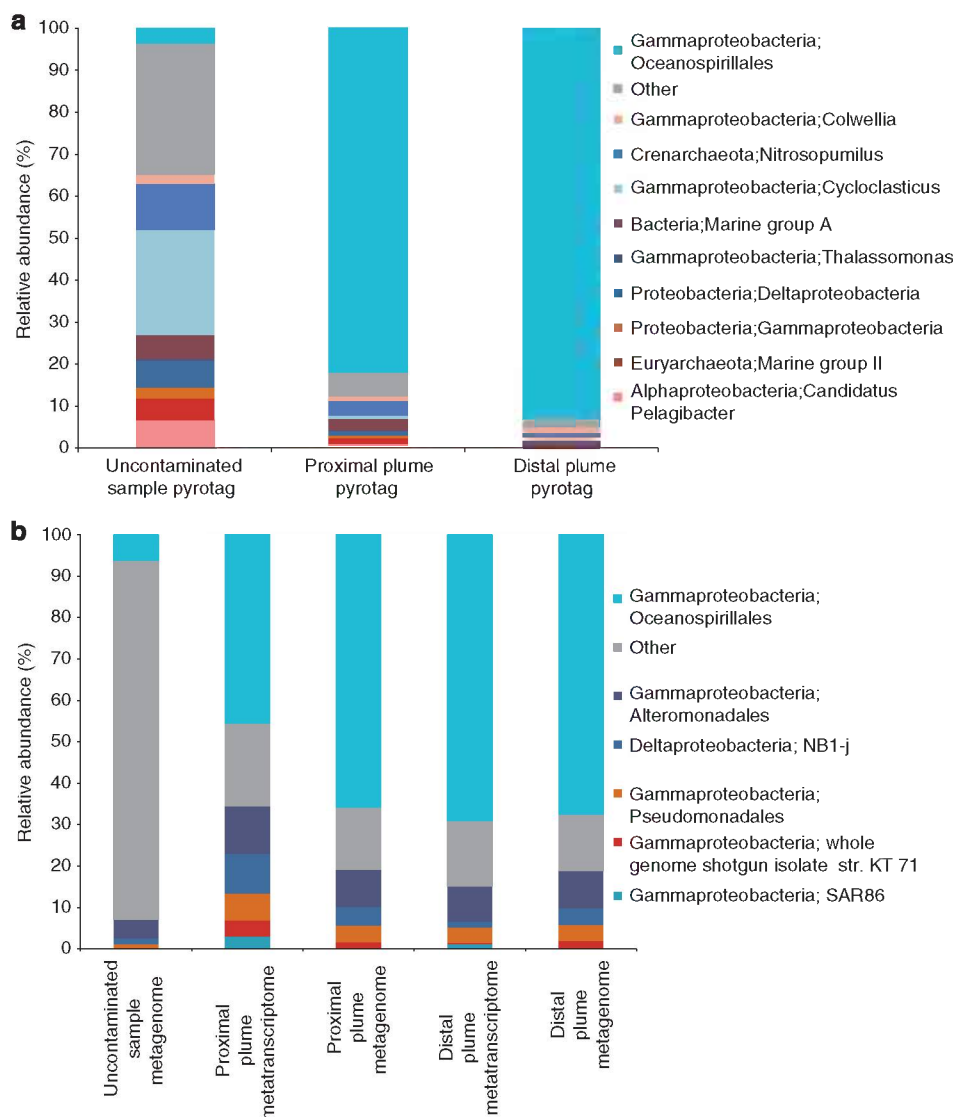 a
100
90
80
70
60
50
40
30
20
10
0
Relative abundance (%)
Uncontaminated
sample pyrotag
Proximal plume
pyrotag
Distal plume
pyrotag
Gammaproteobacteria;
Oceanospirillales
Other
Gammaproteobacteria;Colwellia
Crenarchaeota;Nitrosopumilus
Gammaproteobacteria;Cycloclasticus
Bacteria;Marine group A
Gammaproteobacteria;Thalassomonas
Proteobacteria;Deltaproteobacteria
Proteobacteria;Gammaproteobacteria
Euryarchaeota;Marine group II
Alphaproteobacteria;Candidatus
Pelagibacter
b
100
90
80
70
60
50
40
30
20
10
0
Relative abundance (%)
Uncontaminated
sample
metagenome
Proximal
plume
metatranscriptome
Proximal
plume
metagenome
Distal
plume
metatranscriptome
Distal
plume
metagenome
Gammaproteobacteria;
Oceanospirillales
Other
Gammaproteobacteria;
Alteromonadales
Deltaproteobacteria; NB1-j
Gammaproteobacteria;
Pseudomonadales
Gammaproteobacteria; whole
genome shotgun isolate str. KT 71
Gammaproteobacteria; SAR86